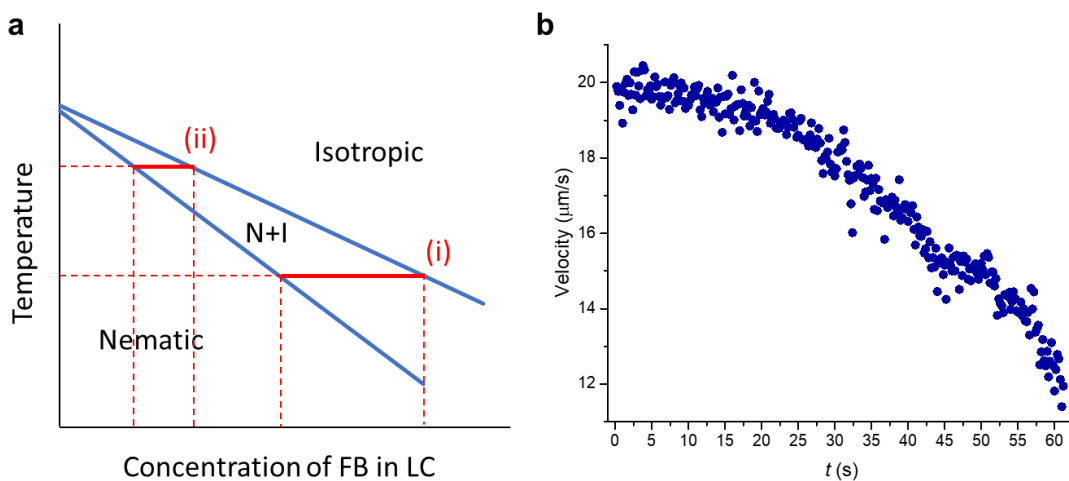 a
Temperature
(ii)
Isotropic
N+I
(i)
Nematic
Concentration of FB in LC
b
Velocity (μm/s)
20
18
16
14
12
0 5 10 15 20 25 30 35 40 45 50 55 60
t (s)